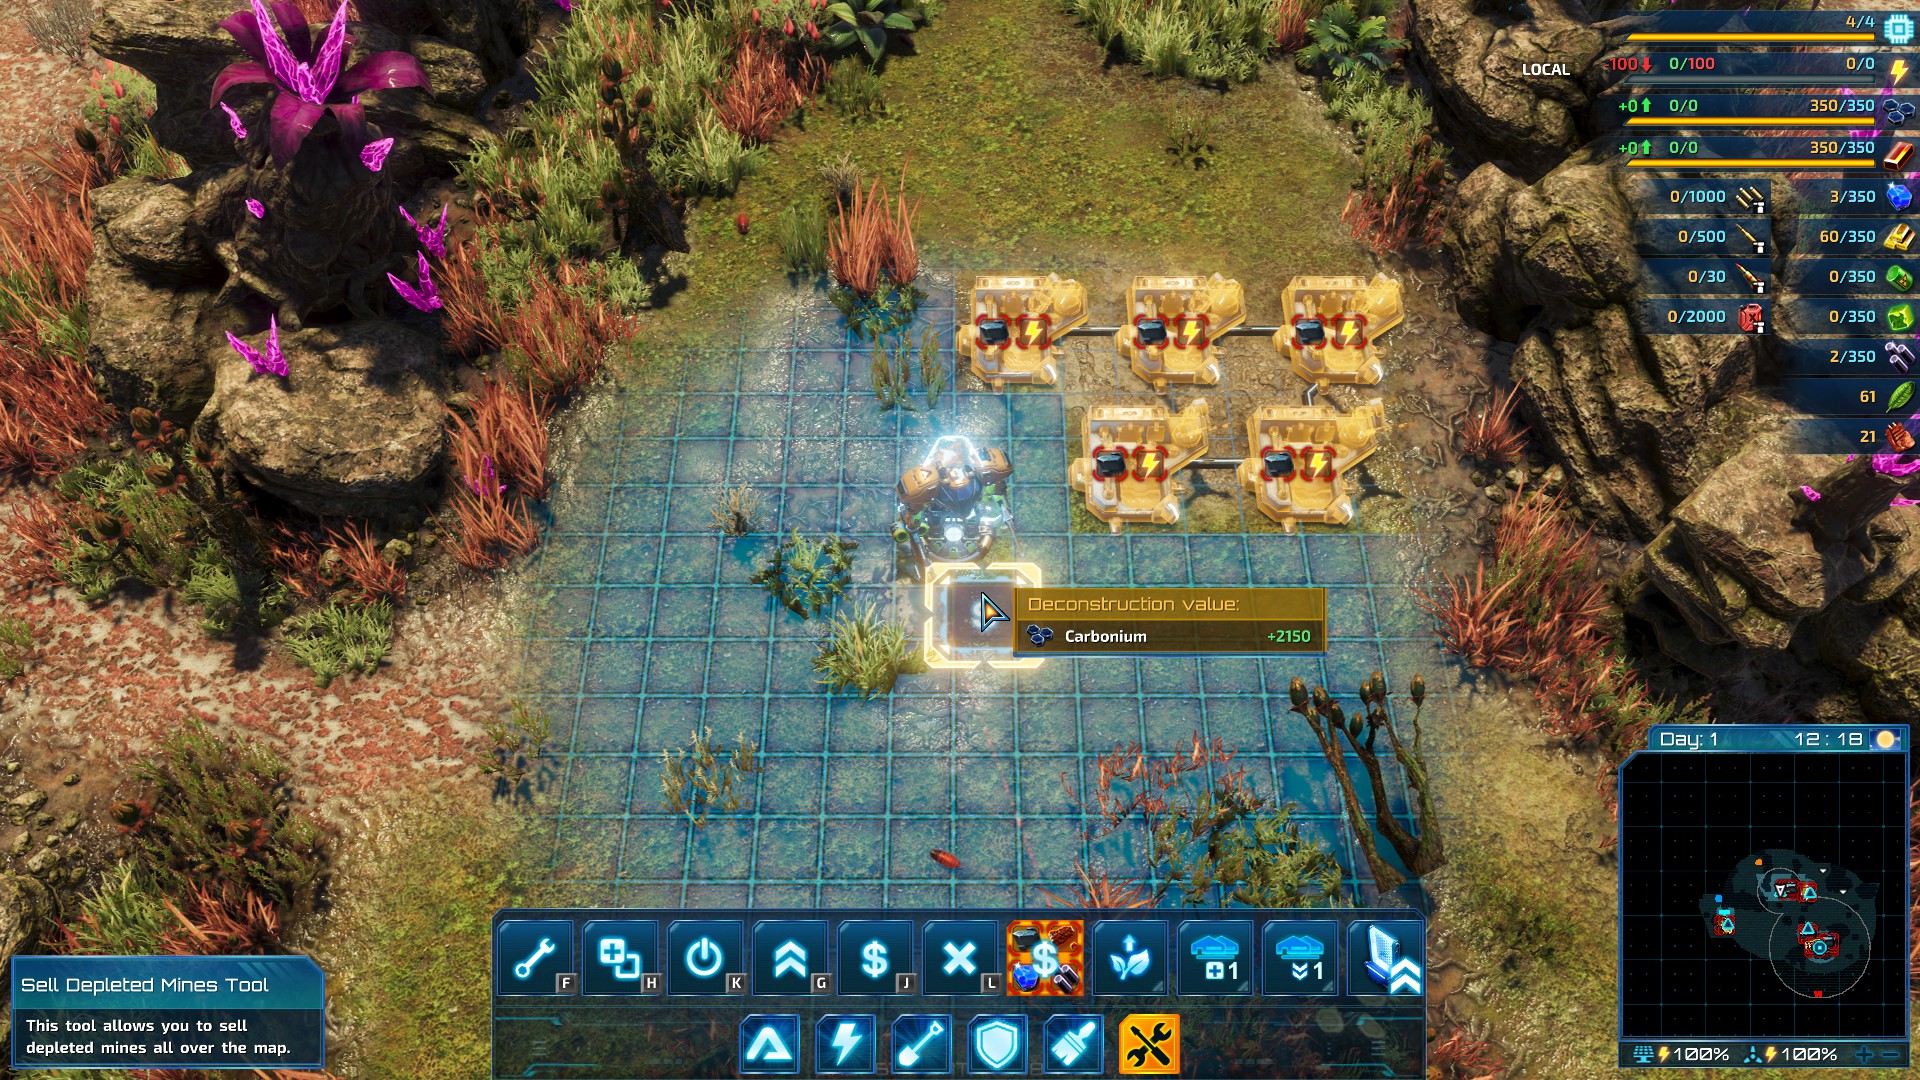 4/4
LOCAL
-100 0/100 0/0
+0 0/0 350/350
+0 0/0 350/350
0/1000 3/350
0/500 60/350
0/30 0/350
0/2000 0/350
2/350
61
21
Deconstruction value:
Carbonium +2150
Day: 1 12:18
F H K G $ J L $ 1 1
Sell Depleted Mines Tool
This tool allows you to sell
depleted mines all over the map.
100% 100%